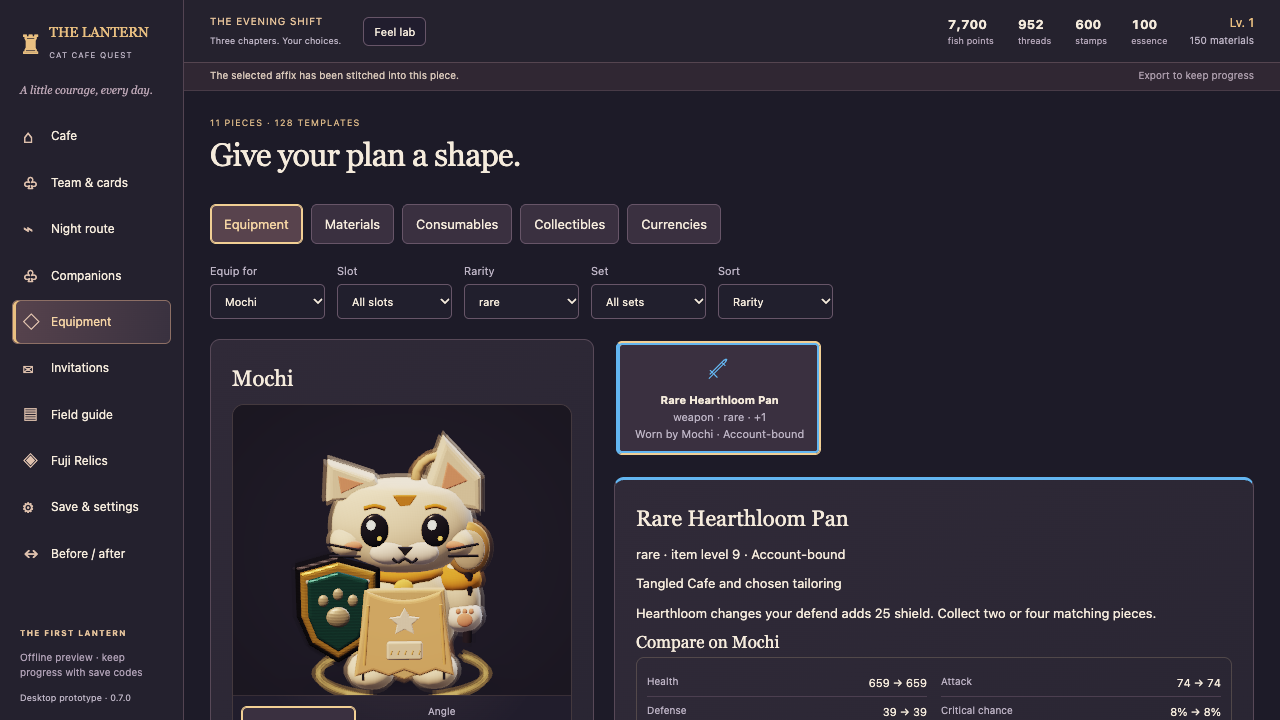 THE LANTERN
CAT CAFE QUEST
A little courage, every day.
Cafe
Team & cards
Night route
Companions
Equipment
Invitations
Field guide
Fuji Relics
Save & settings
Before / after
THE FIRST LANTERN
Offline preview · keep
progress with save codes
Desktop prototype · 0.7.0
THE EVENING SHIFT
Three chapters. Your choices.
Feel lab
7,700
fish points
952
threads
600
stamps
100
essence
Lv. 1
150 materials
The selected affix has been stitched into this piece.
Export to keep progress
11 PIECES · 128 TEMPLATES
Give your plan a shape.
Equipment
Materials
Consumables
Collectibles
Currencies
Equip for
Slot
Rarity
Set
Sort
Mochi
All slots
rare
All sets
Rarity
Mochi
Angle
Rare Hearthloom Pan
weapon · rare · +1
Worn by Mochi · Account-bound
Rare Hearthloom Pan
rare · item level 9 · Account-bound
Tangled Cafe and chosen tailoring
Hearthloom changes your defend adds 25 shield. Collect two or four matching pieces.
Compare on Mochi
Health 659 → 659
Attack 74 → 74
Defense 39 → 39
Critical chance 8% → 8%